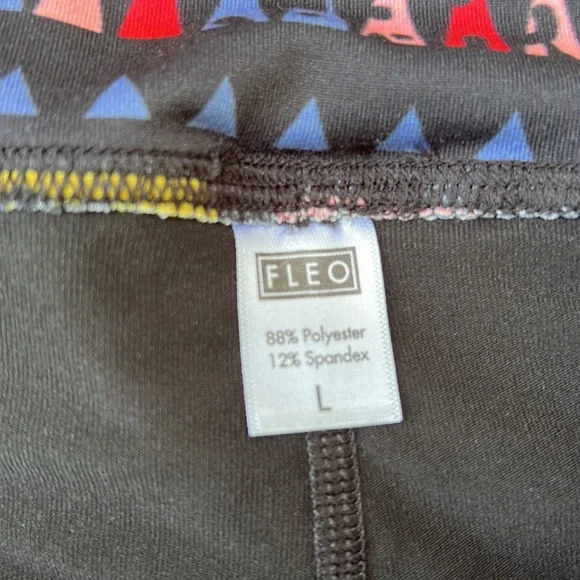 FLEO
88% Polyester
12% Spandex
L